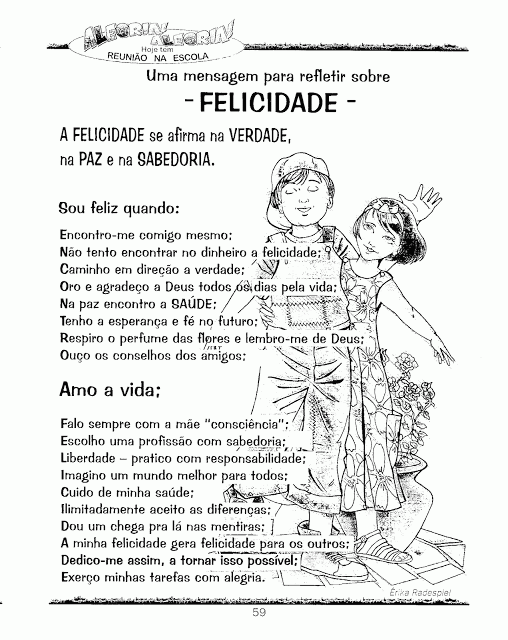 ALEGRIA! ALEGRIA!
Hoje tem
REUNIÃO NA ESCOLA
Uma mensagem para refletir sobre
- FELICIDADE -
A FELICIDADE se afirma na VERDADE,
na PAZ e na SABEDORIA.
Sou feliz quando:
Encontro-me comigo mesmo;
Não tento encontrar no dinheiro a felicidade;
Caminho em direção a verdade;
Oro e agradeço a Deus todos os dias pela vida;
Na paz encontro a SAÚDE;
Tenho a esperança e fé no futuro;
Respiro o perfume das flores e lembro-me de Deus;
Ouço os conselhos dos amigos;
Amo a vida;
Falo sempre com a mãe "consciência";
Escolho uma profissão com sabedoria;
Liberdade – pratico com responsabilidade;
Imagino um mundo melhor para todos;
Cuido de minha saúde;
Ilimitadamente aceito as diferenças;
Dou um chega pra lá nas mentiras;
A minha felicidade gera felicidade para os outros;
Dedico-me assim, a tornar isso possível;
Exerço minhas tarefas com alegria.
Érika Radespiel
59